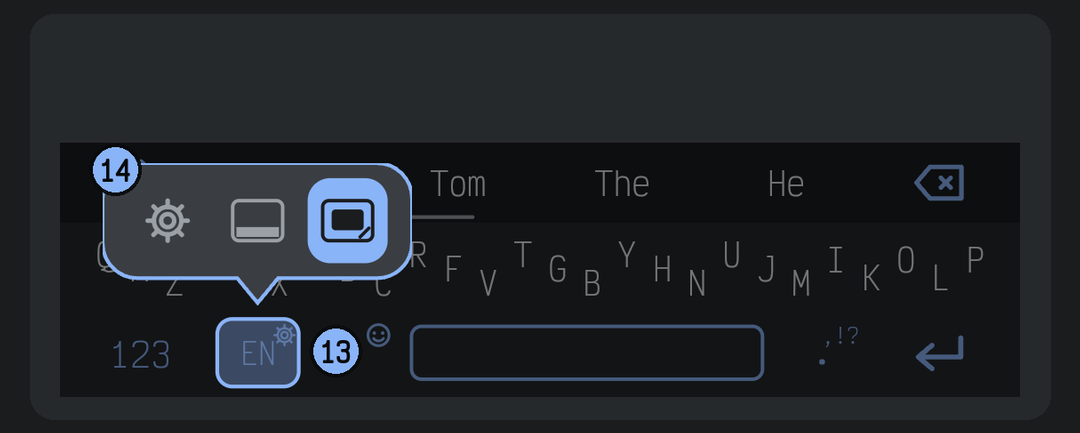 14
Tom The He
R F V T G B Y H N U J M I K O L P
Z X C
123 EN 13 ,!?
.